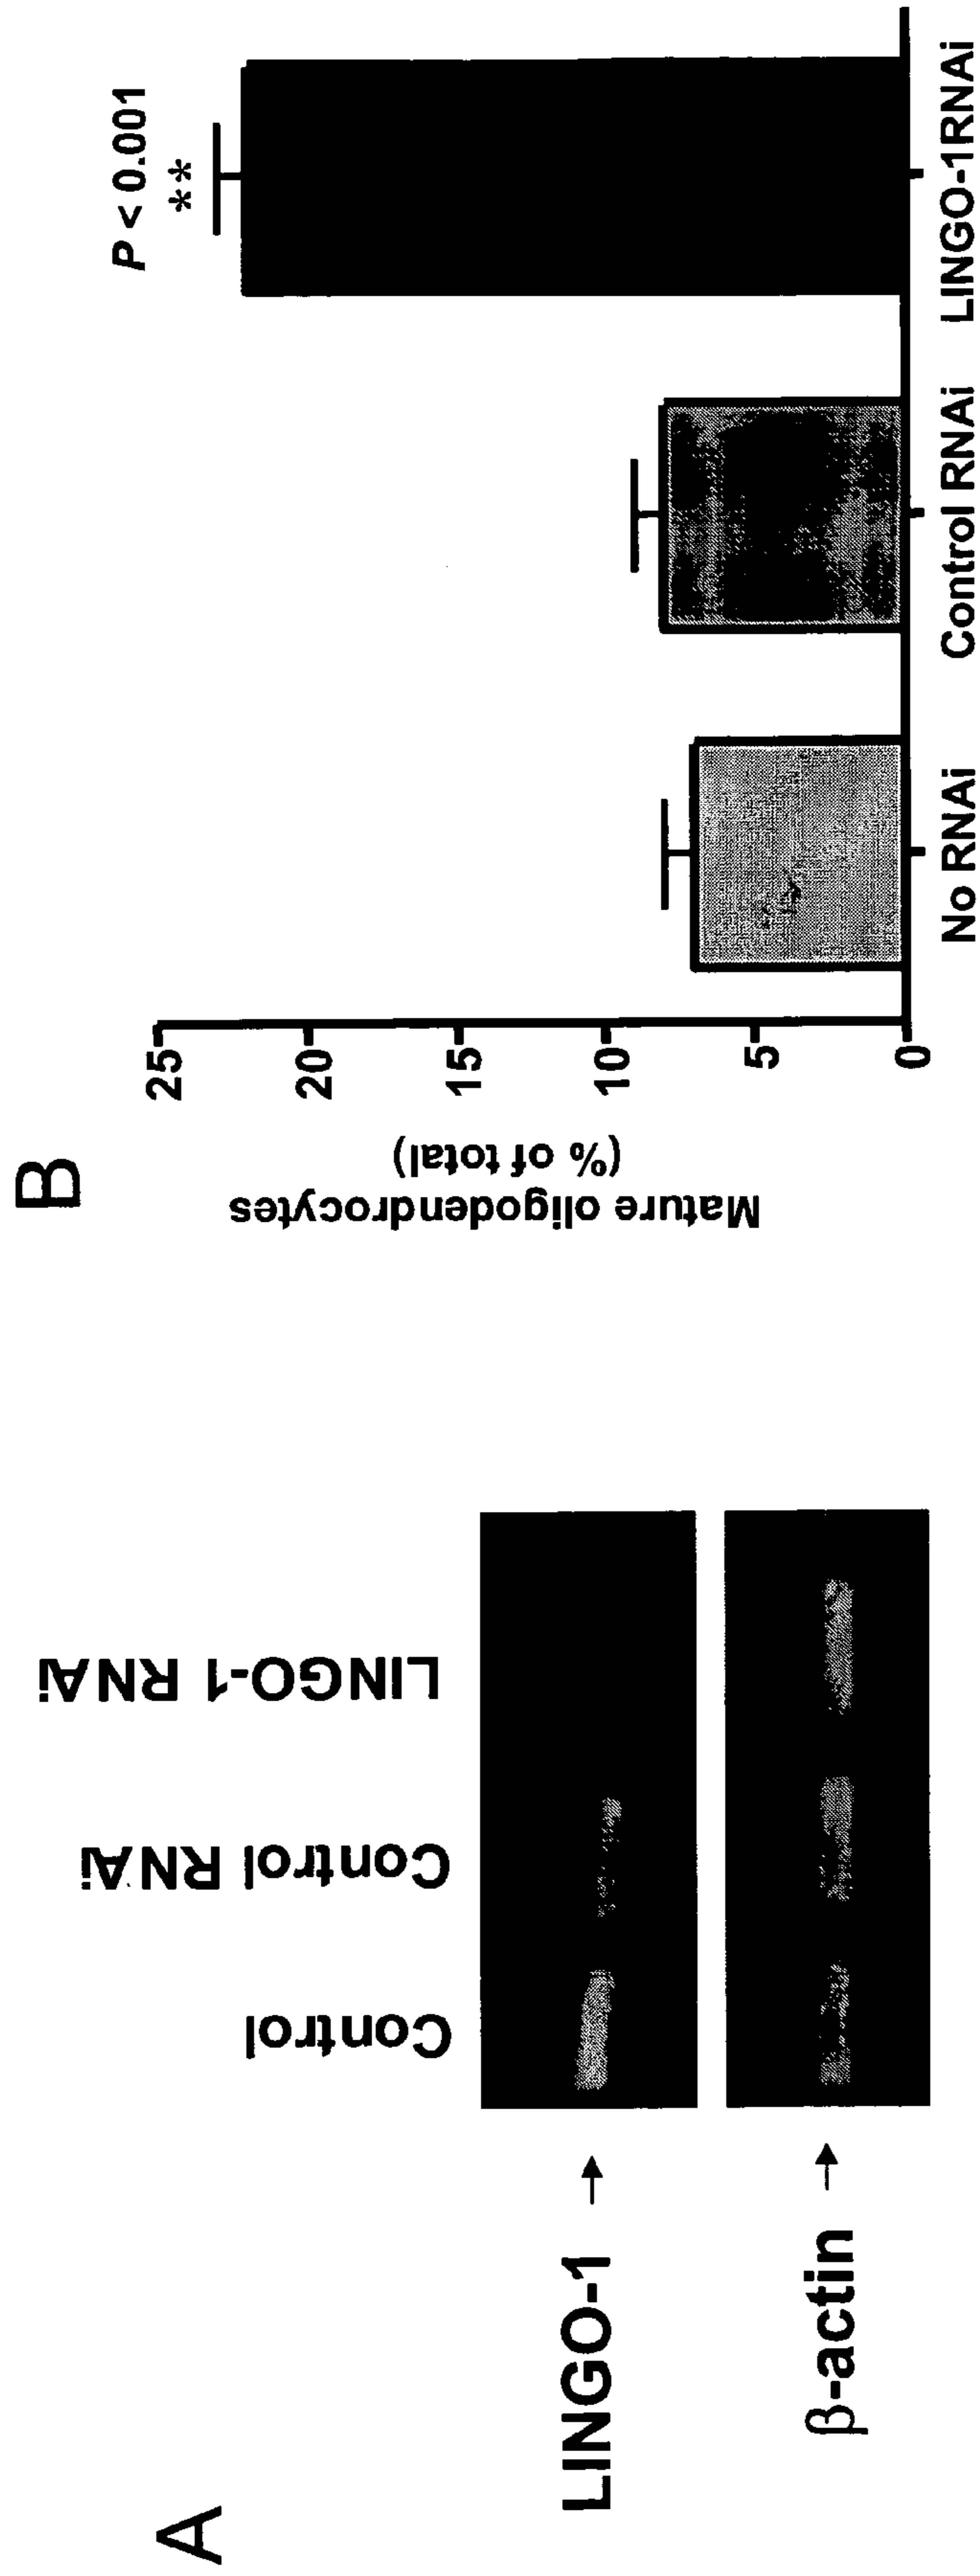 A
Control
Control RNAi
LINGO-1 RNAi
LINGO-1 →
β-actin →
B
Mature oligodendrocytes
(% of total)
25
20
15
10
5
0
P < 0.001
**
No RNAi
Control RNAi
LINGO-1RNAi